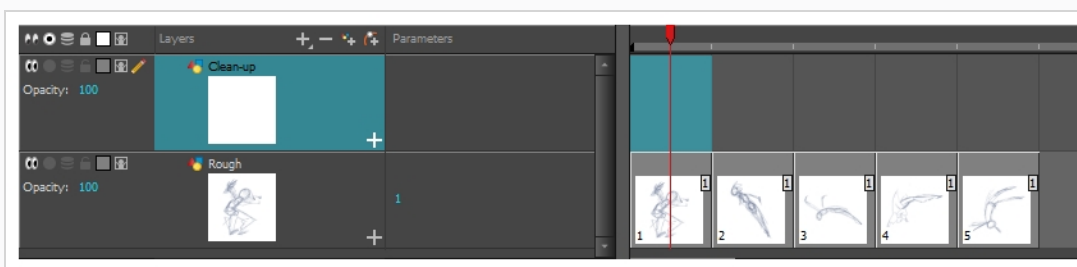 Layers Parameters
Clean-up
Opacity: 100
Rough
Opacity: 100
1
1 1 1 1 1
1 2 3 4 5